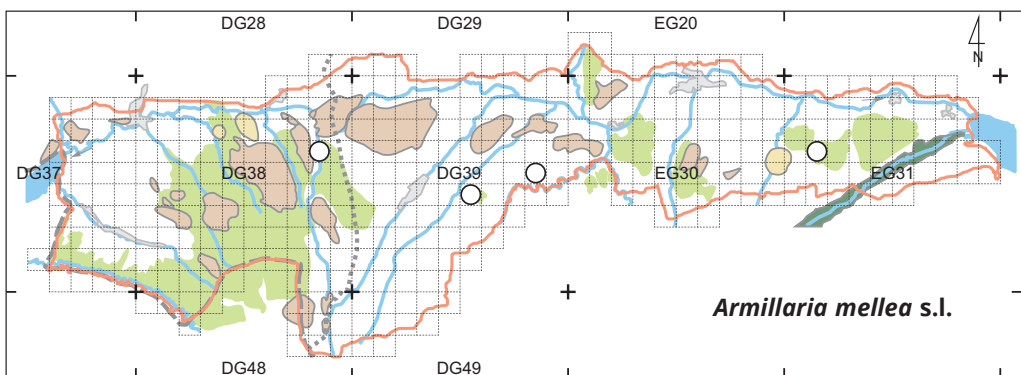 DG28 DG29 EG20
N
DG37 DG38 DG39 EG30 EG31
Armillaria mellea s.l.
DG48 DG49